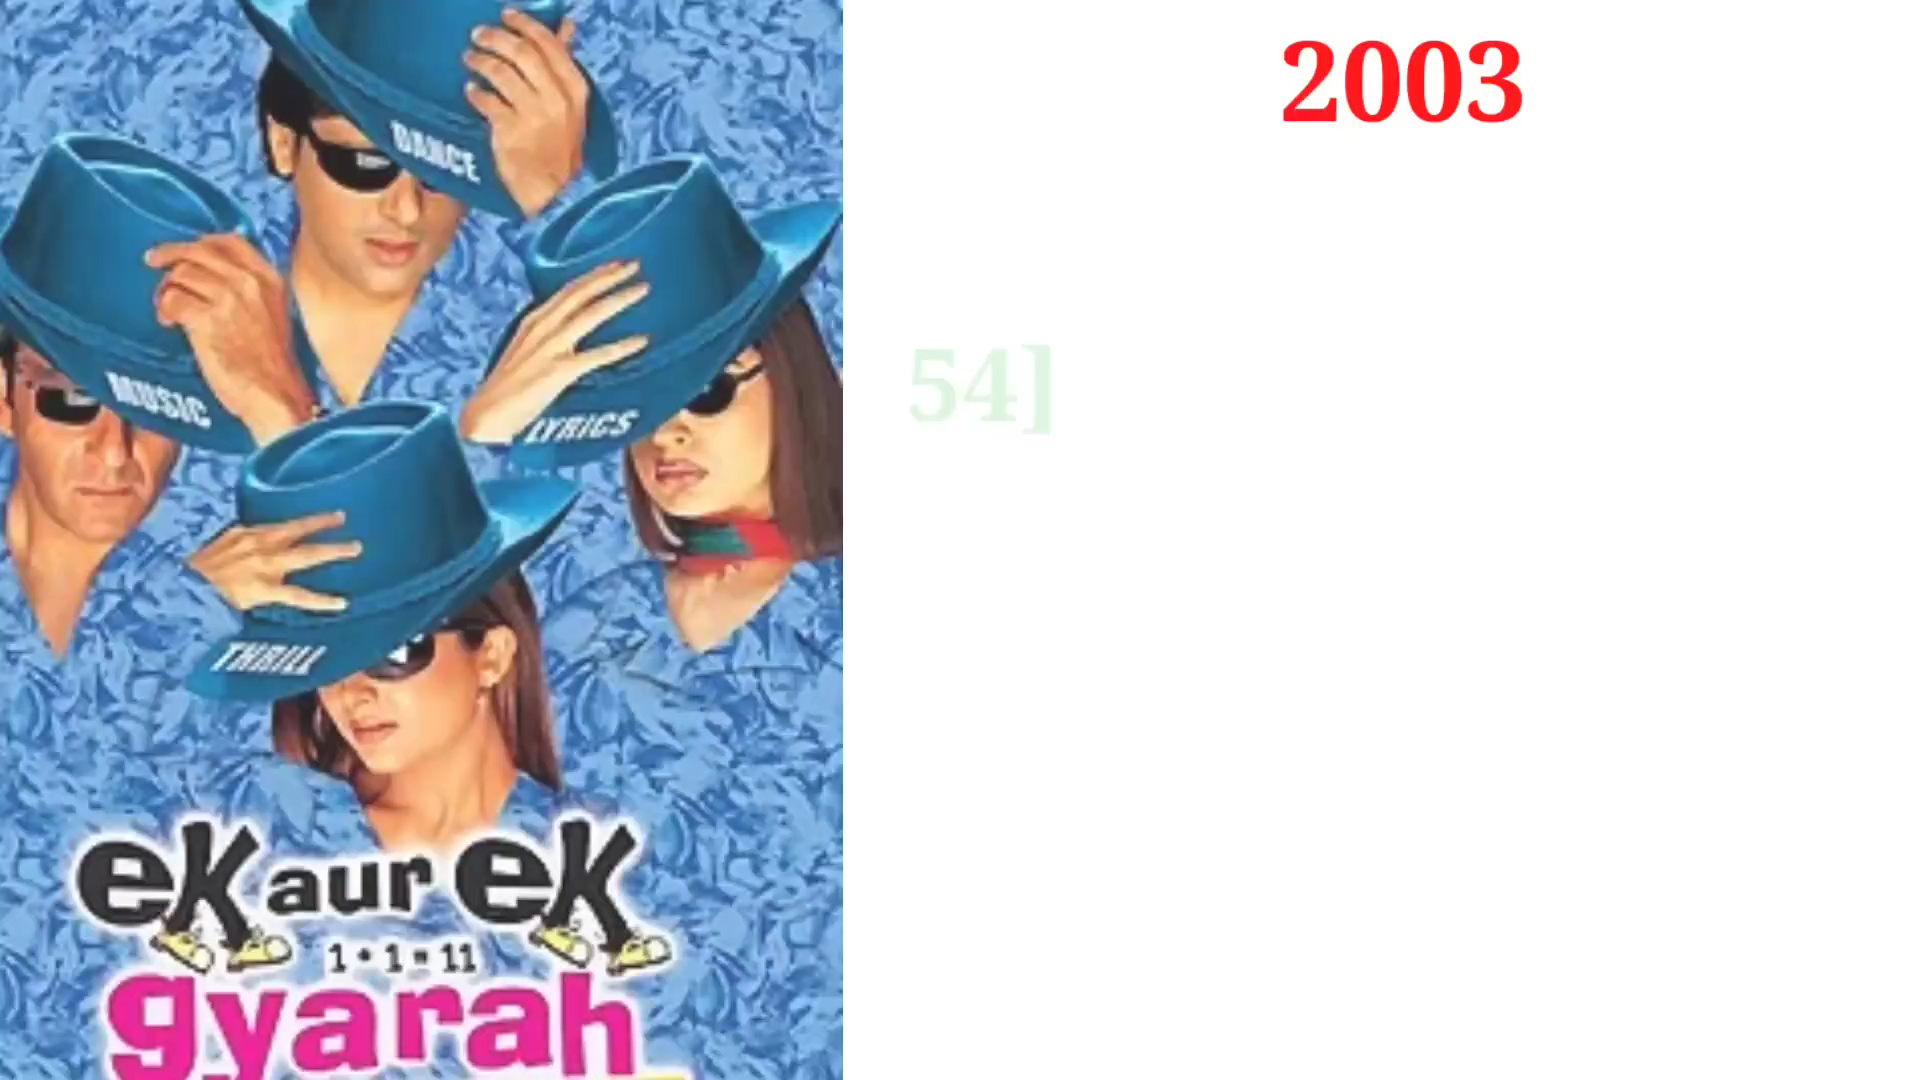 DANCE
MUSIC
LYRICS
THRILL
ek aur ek
1+1=11
gyarah
2003
54]